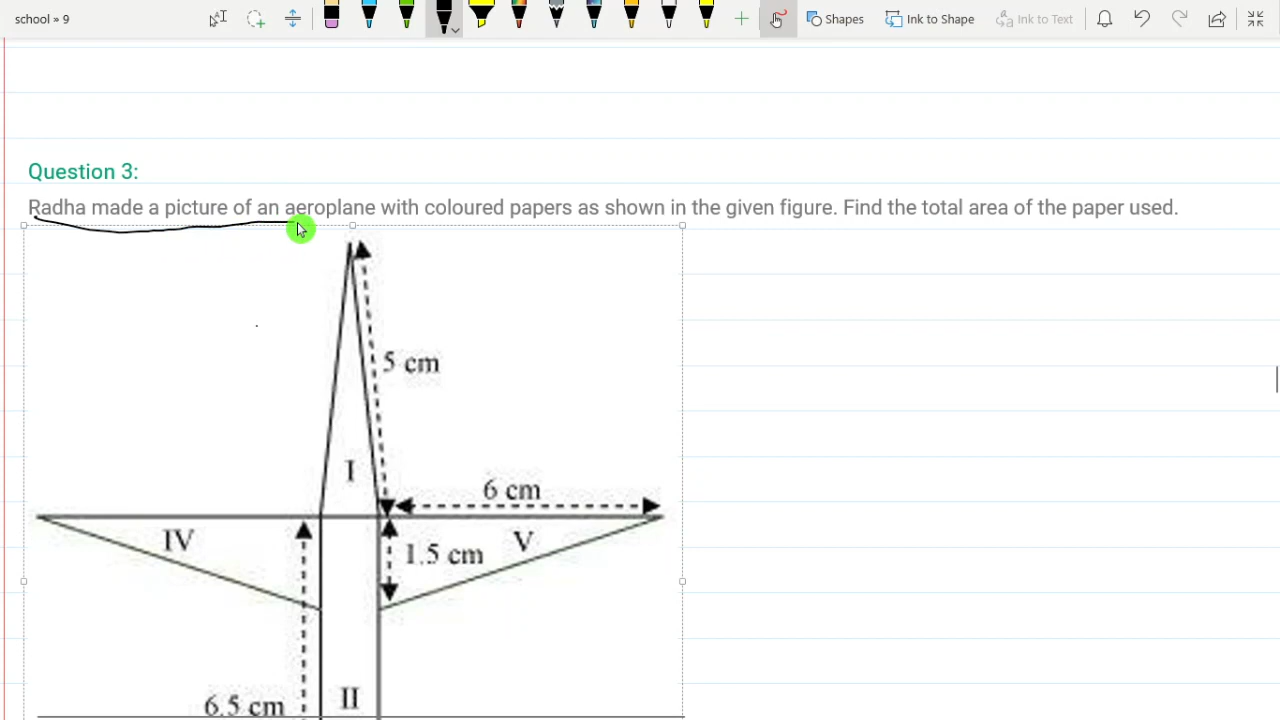 school » 9
Shapes
Ink to Shape
Ink to Text
Question 3:
Radha made a picture of an aeroplane with coloured papers as shown in the given figure. Find the total area of the paper used.
5 cm
I
6 cm
IV
1.5 cm
V
6.5 cm
II